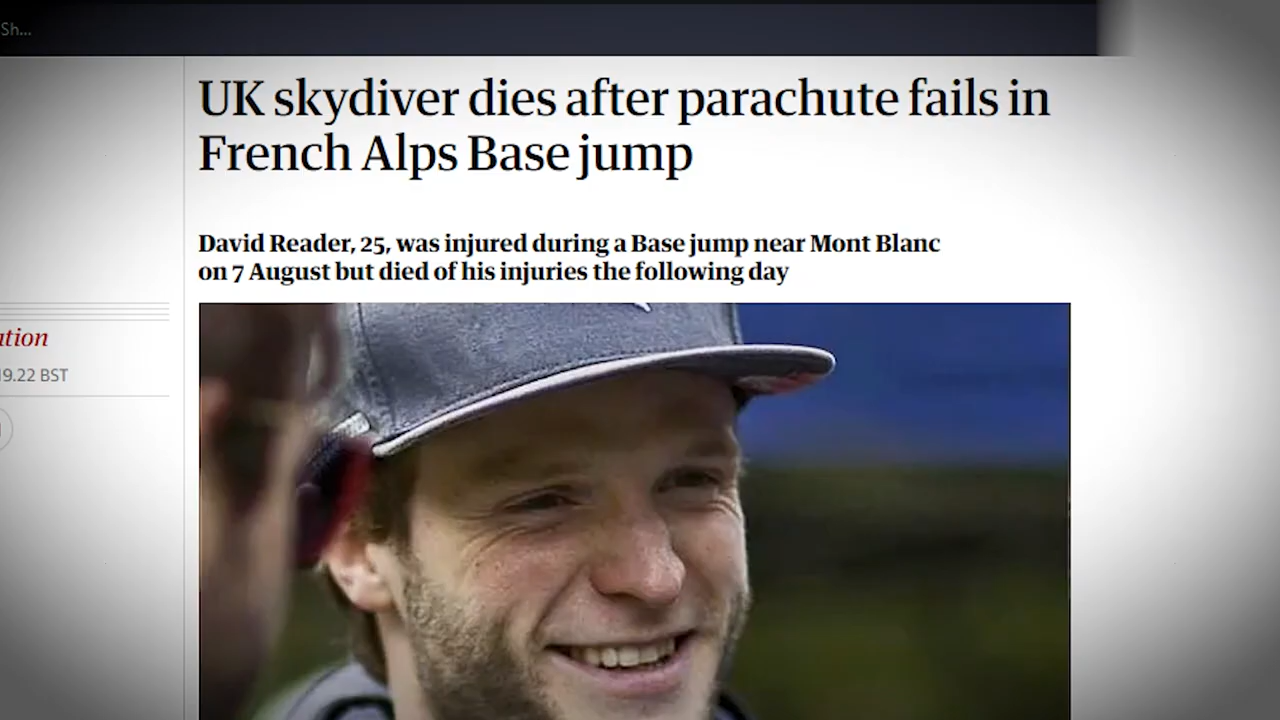 Sh...
UK skydiver dies after parachute fails in
French Alps Base jump
David Reader, 25, was injured during a Base jump near Mont Blanc
on 7 August but died of his injuries the following day
ation
19.22 BST